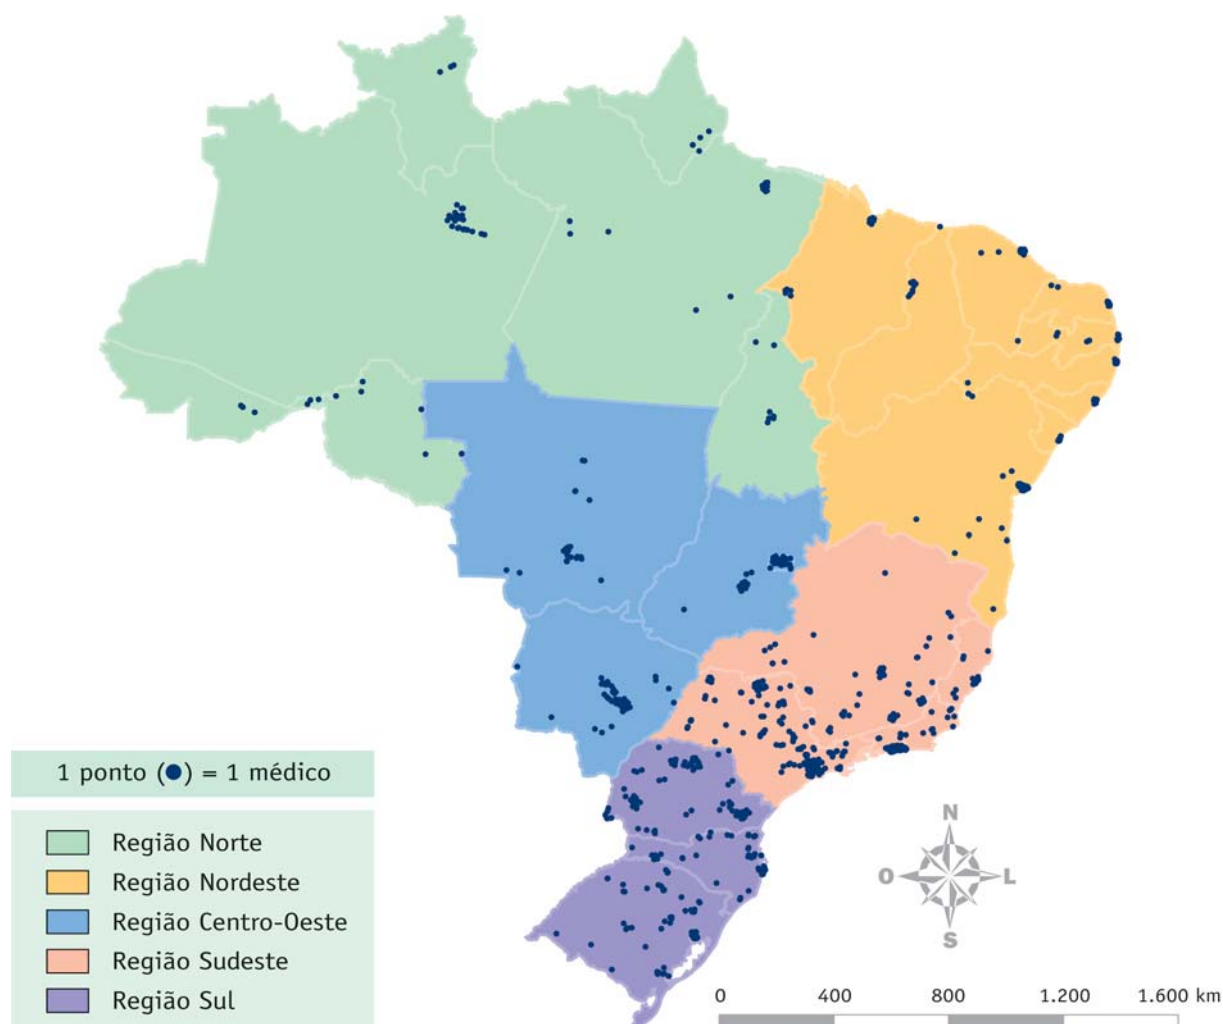 1 ponto (●) = 1 médico
Região Norte
Região Nordeste
Região Centro-Oeste
Região Sudeste
Região Sul
N
O L
S
0 400 800 1.200 1.600 km